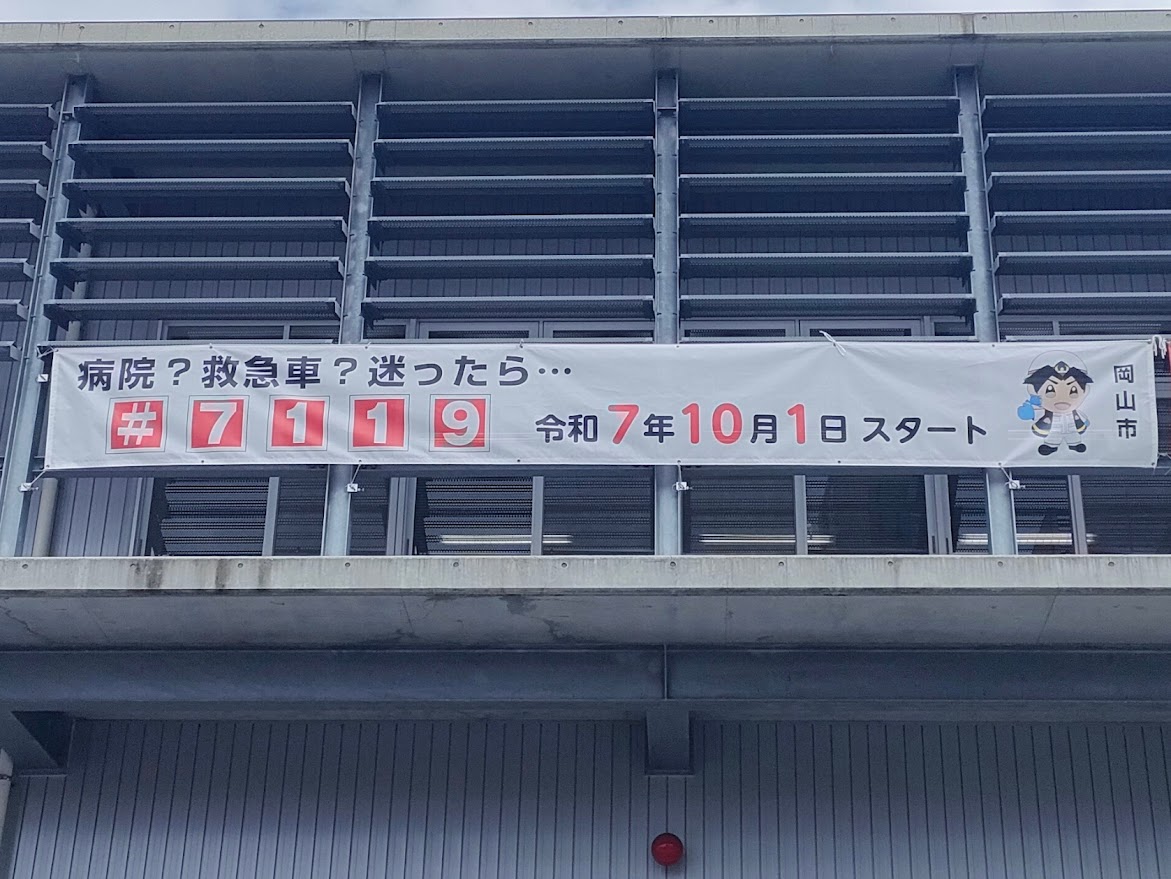 病院？救急車？迷ったら…
#7119
令和7年10月1日 スタート
岡山市